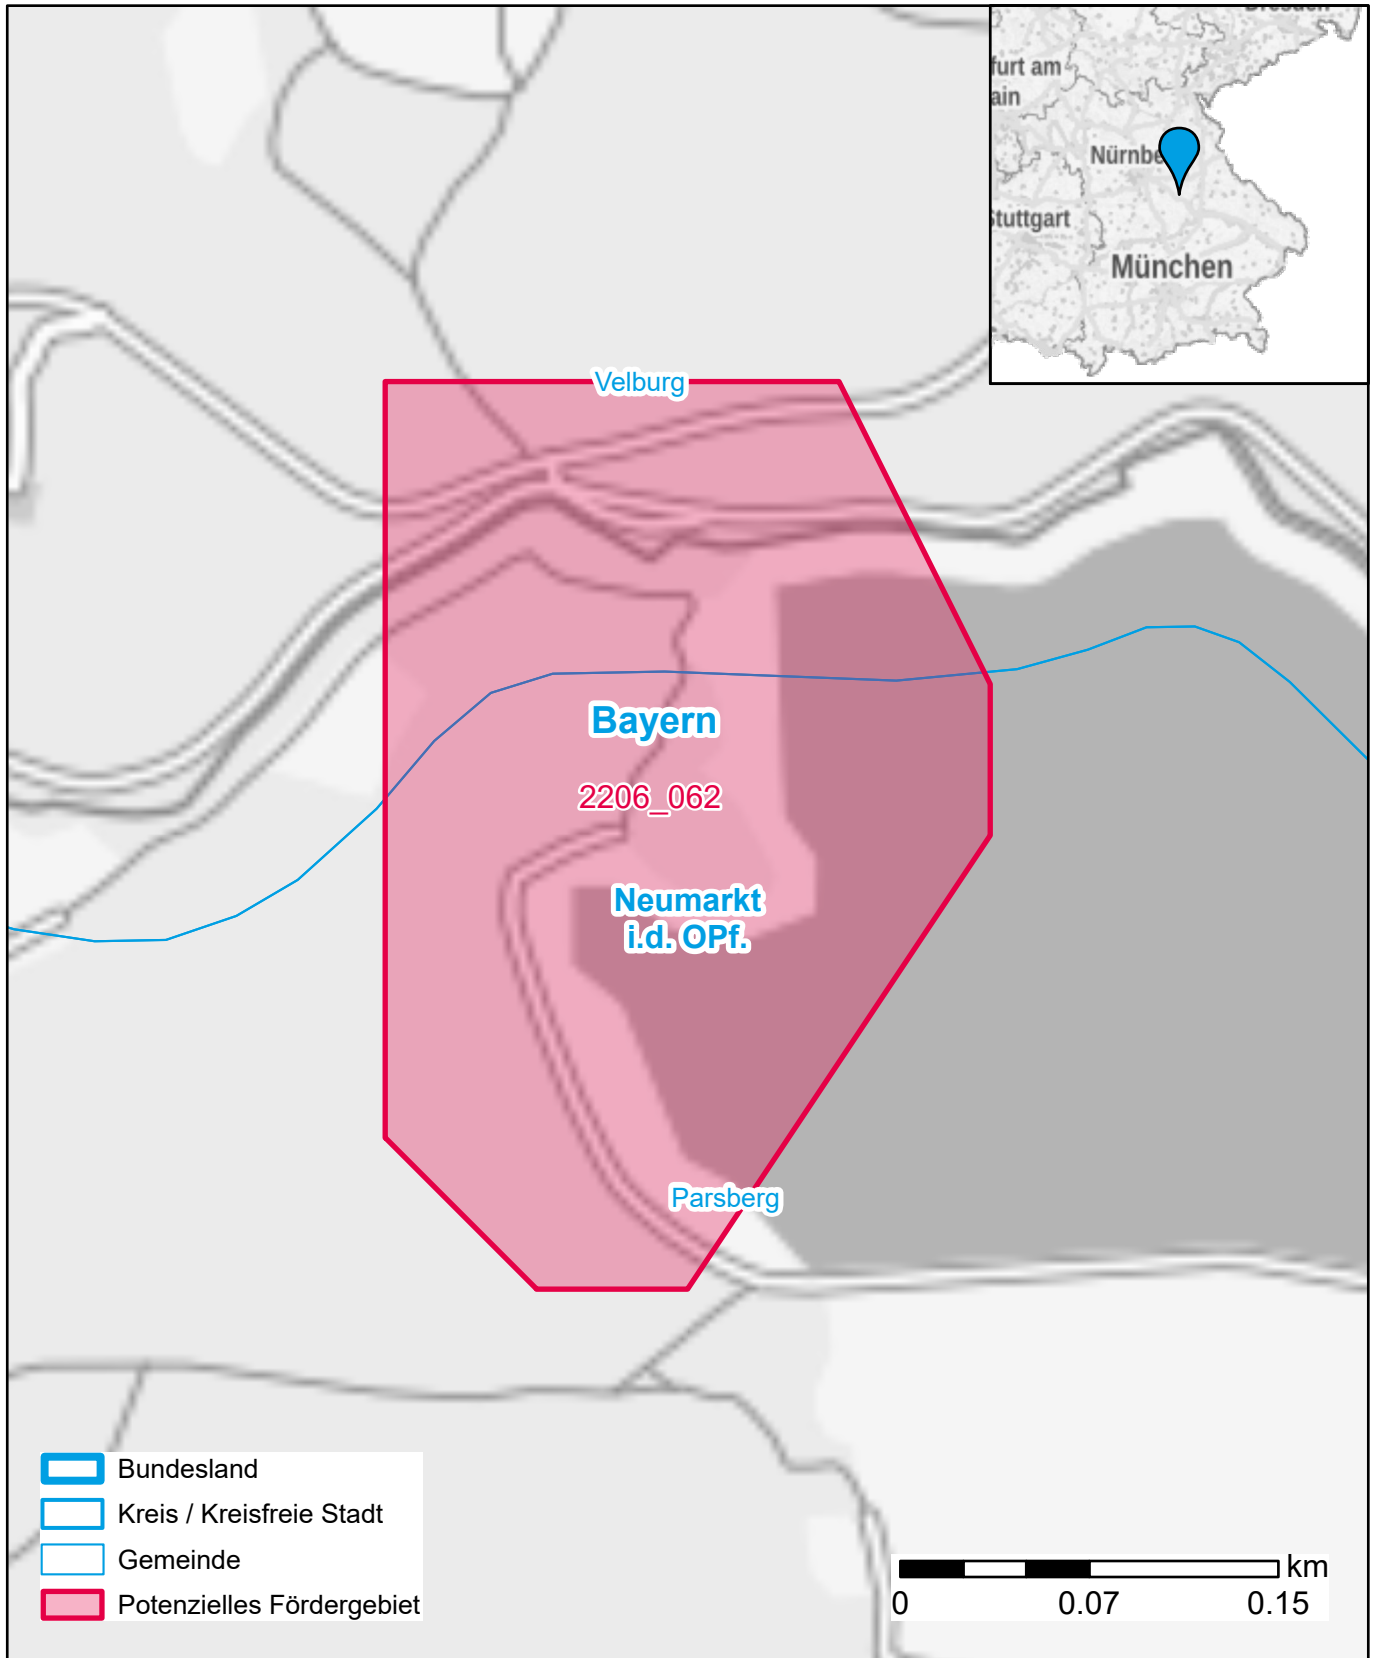 furt am
ain
Nürnbe
Stuttgart
München
Velburg
Bayern
2206_062
Neumarkt
i.d. OPf.
Parsberg
Bundesland
Kreis / Kreisfreie Stadt
Gemeinde
Potenzielles Fördergebiet
km
0 0.07 0.15